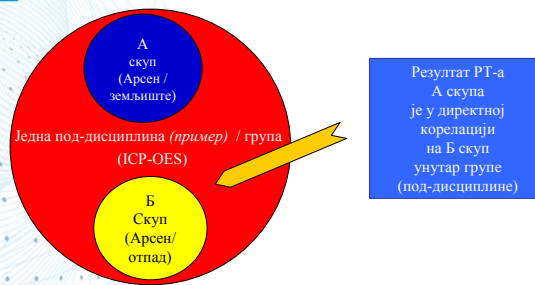 А
скуп
(Арсен /
земљиште)
Једна под-дисциплина (пример) / група
(ICP-OES)
Б
Скуп
(Арсен/
отпад)
Резултат РТ-а
А скупа
је у директној
корелацији
на Б скуп
унутар групе
(под-дисциплине)